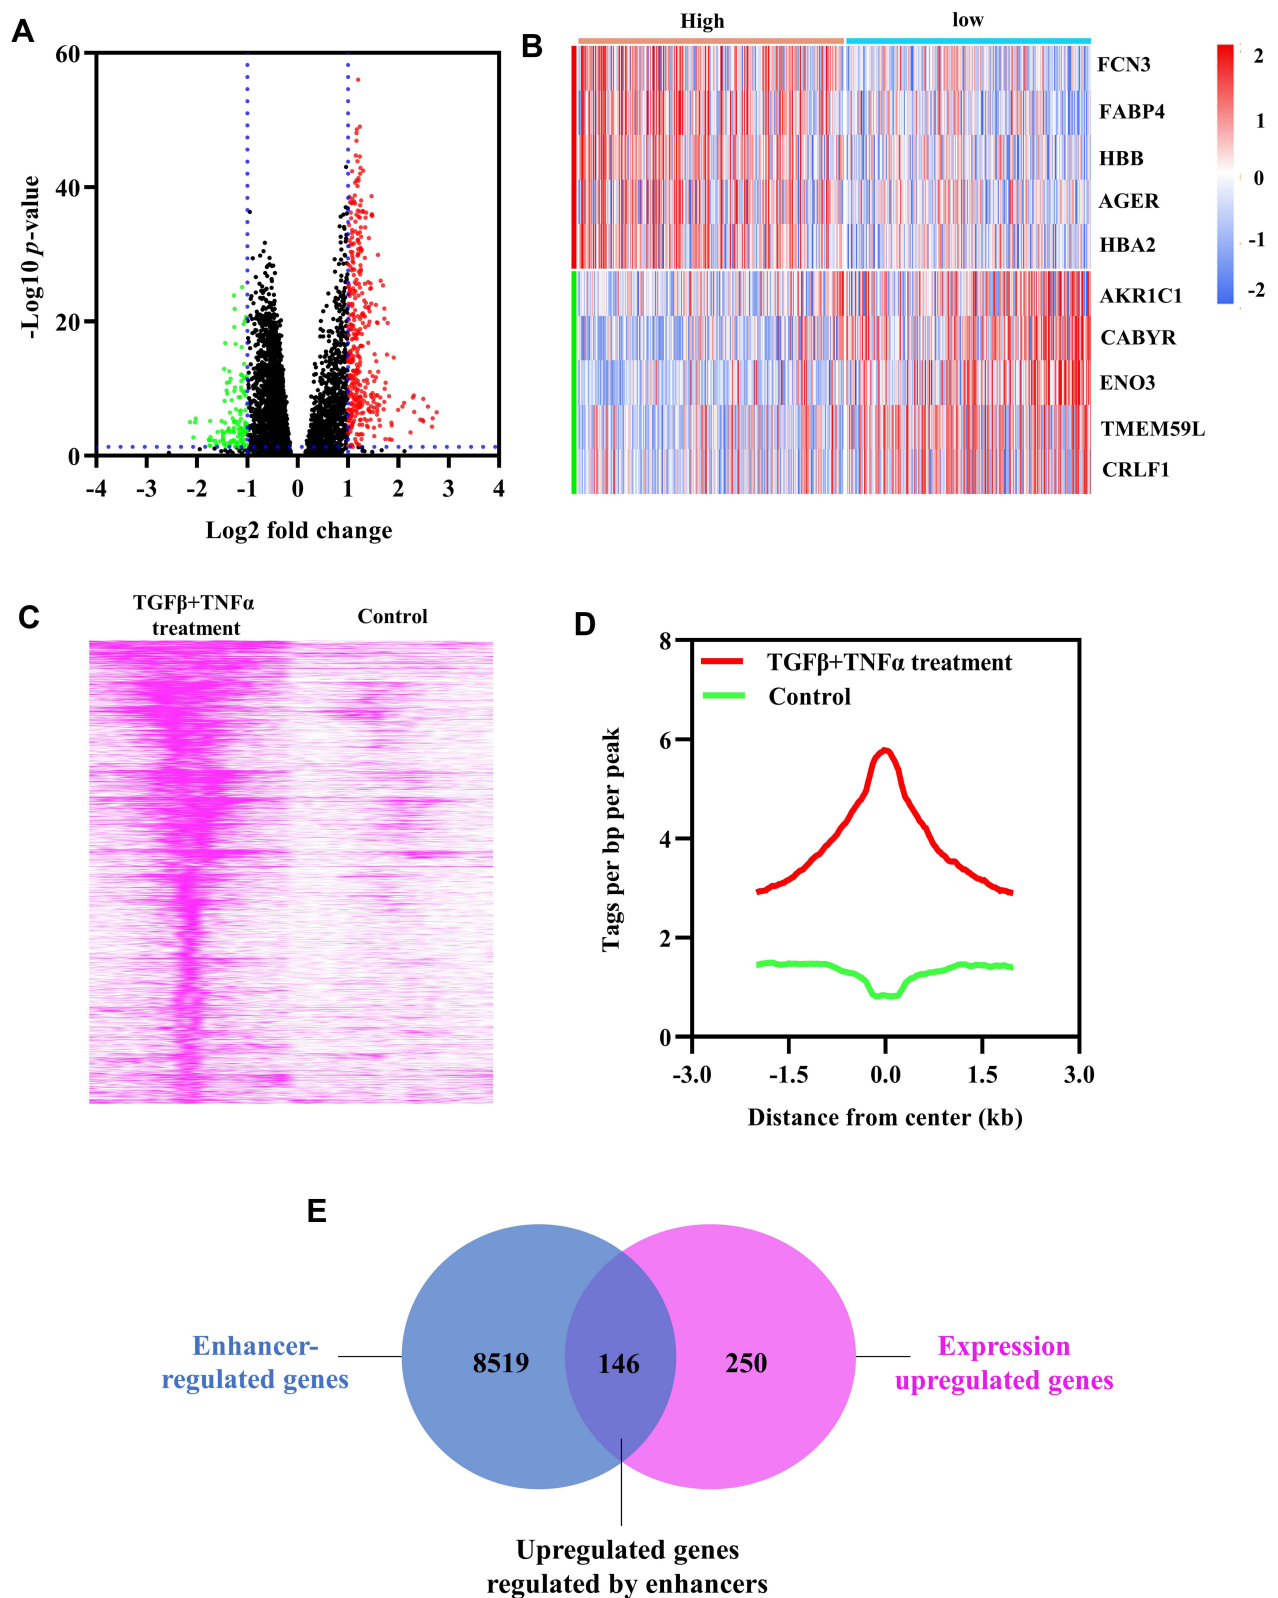 A
60
40
20
0
-Log10 p-value
-4 -3 -2 -1 0 1 2 3 4
Log2 fold change
B
High low
FCN3
FABP4
HBB
AGER
HBA2
AKR1C1
CABYR
ENO3
TMEM59L
CRLF1
2
1
0
-1
-2
C
TGFβ+TNFα
treatment
Control
D
8
6
4
2
0
Tags per bp per peak
TGFβ+TNFα treatment
Control
-3.0 -1.5 0.0 1.5 3.0
Distance from center (kb)
E
Enhancer-
regulated genes
8519 146 250
Expression
upregulated genes
Upregulated genes
regulated by enhancers